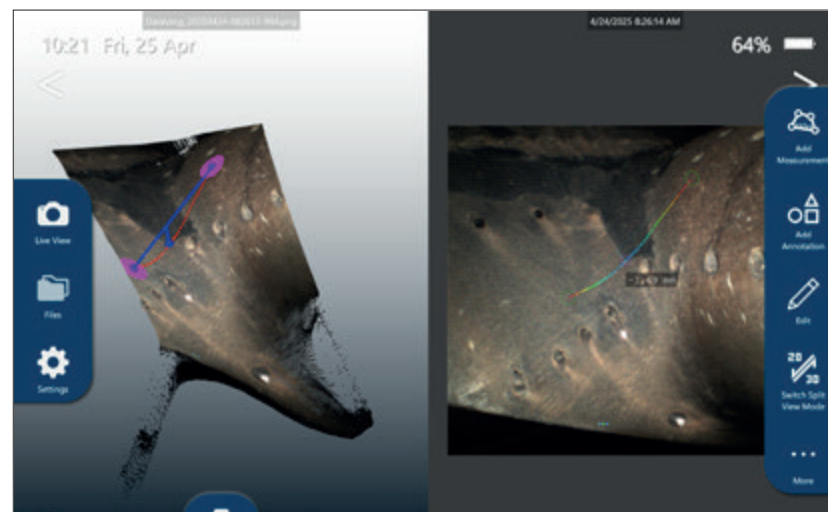 4/24/2025 8:26:14 AM
10:21 Fri, 25 Apr
64%
Live View
Files
Settings
Add
Measurement
Add
Annotation
Edit
2D
3D
Switch Split
View Mode
More